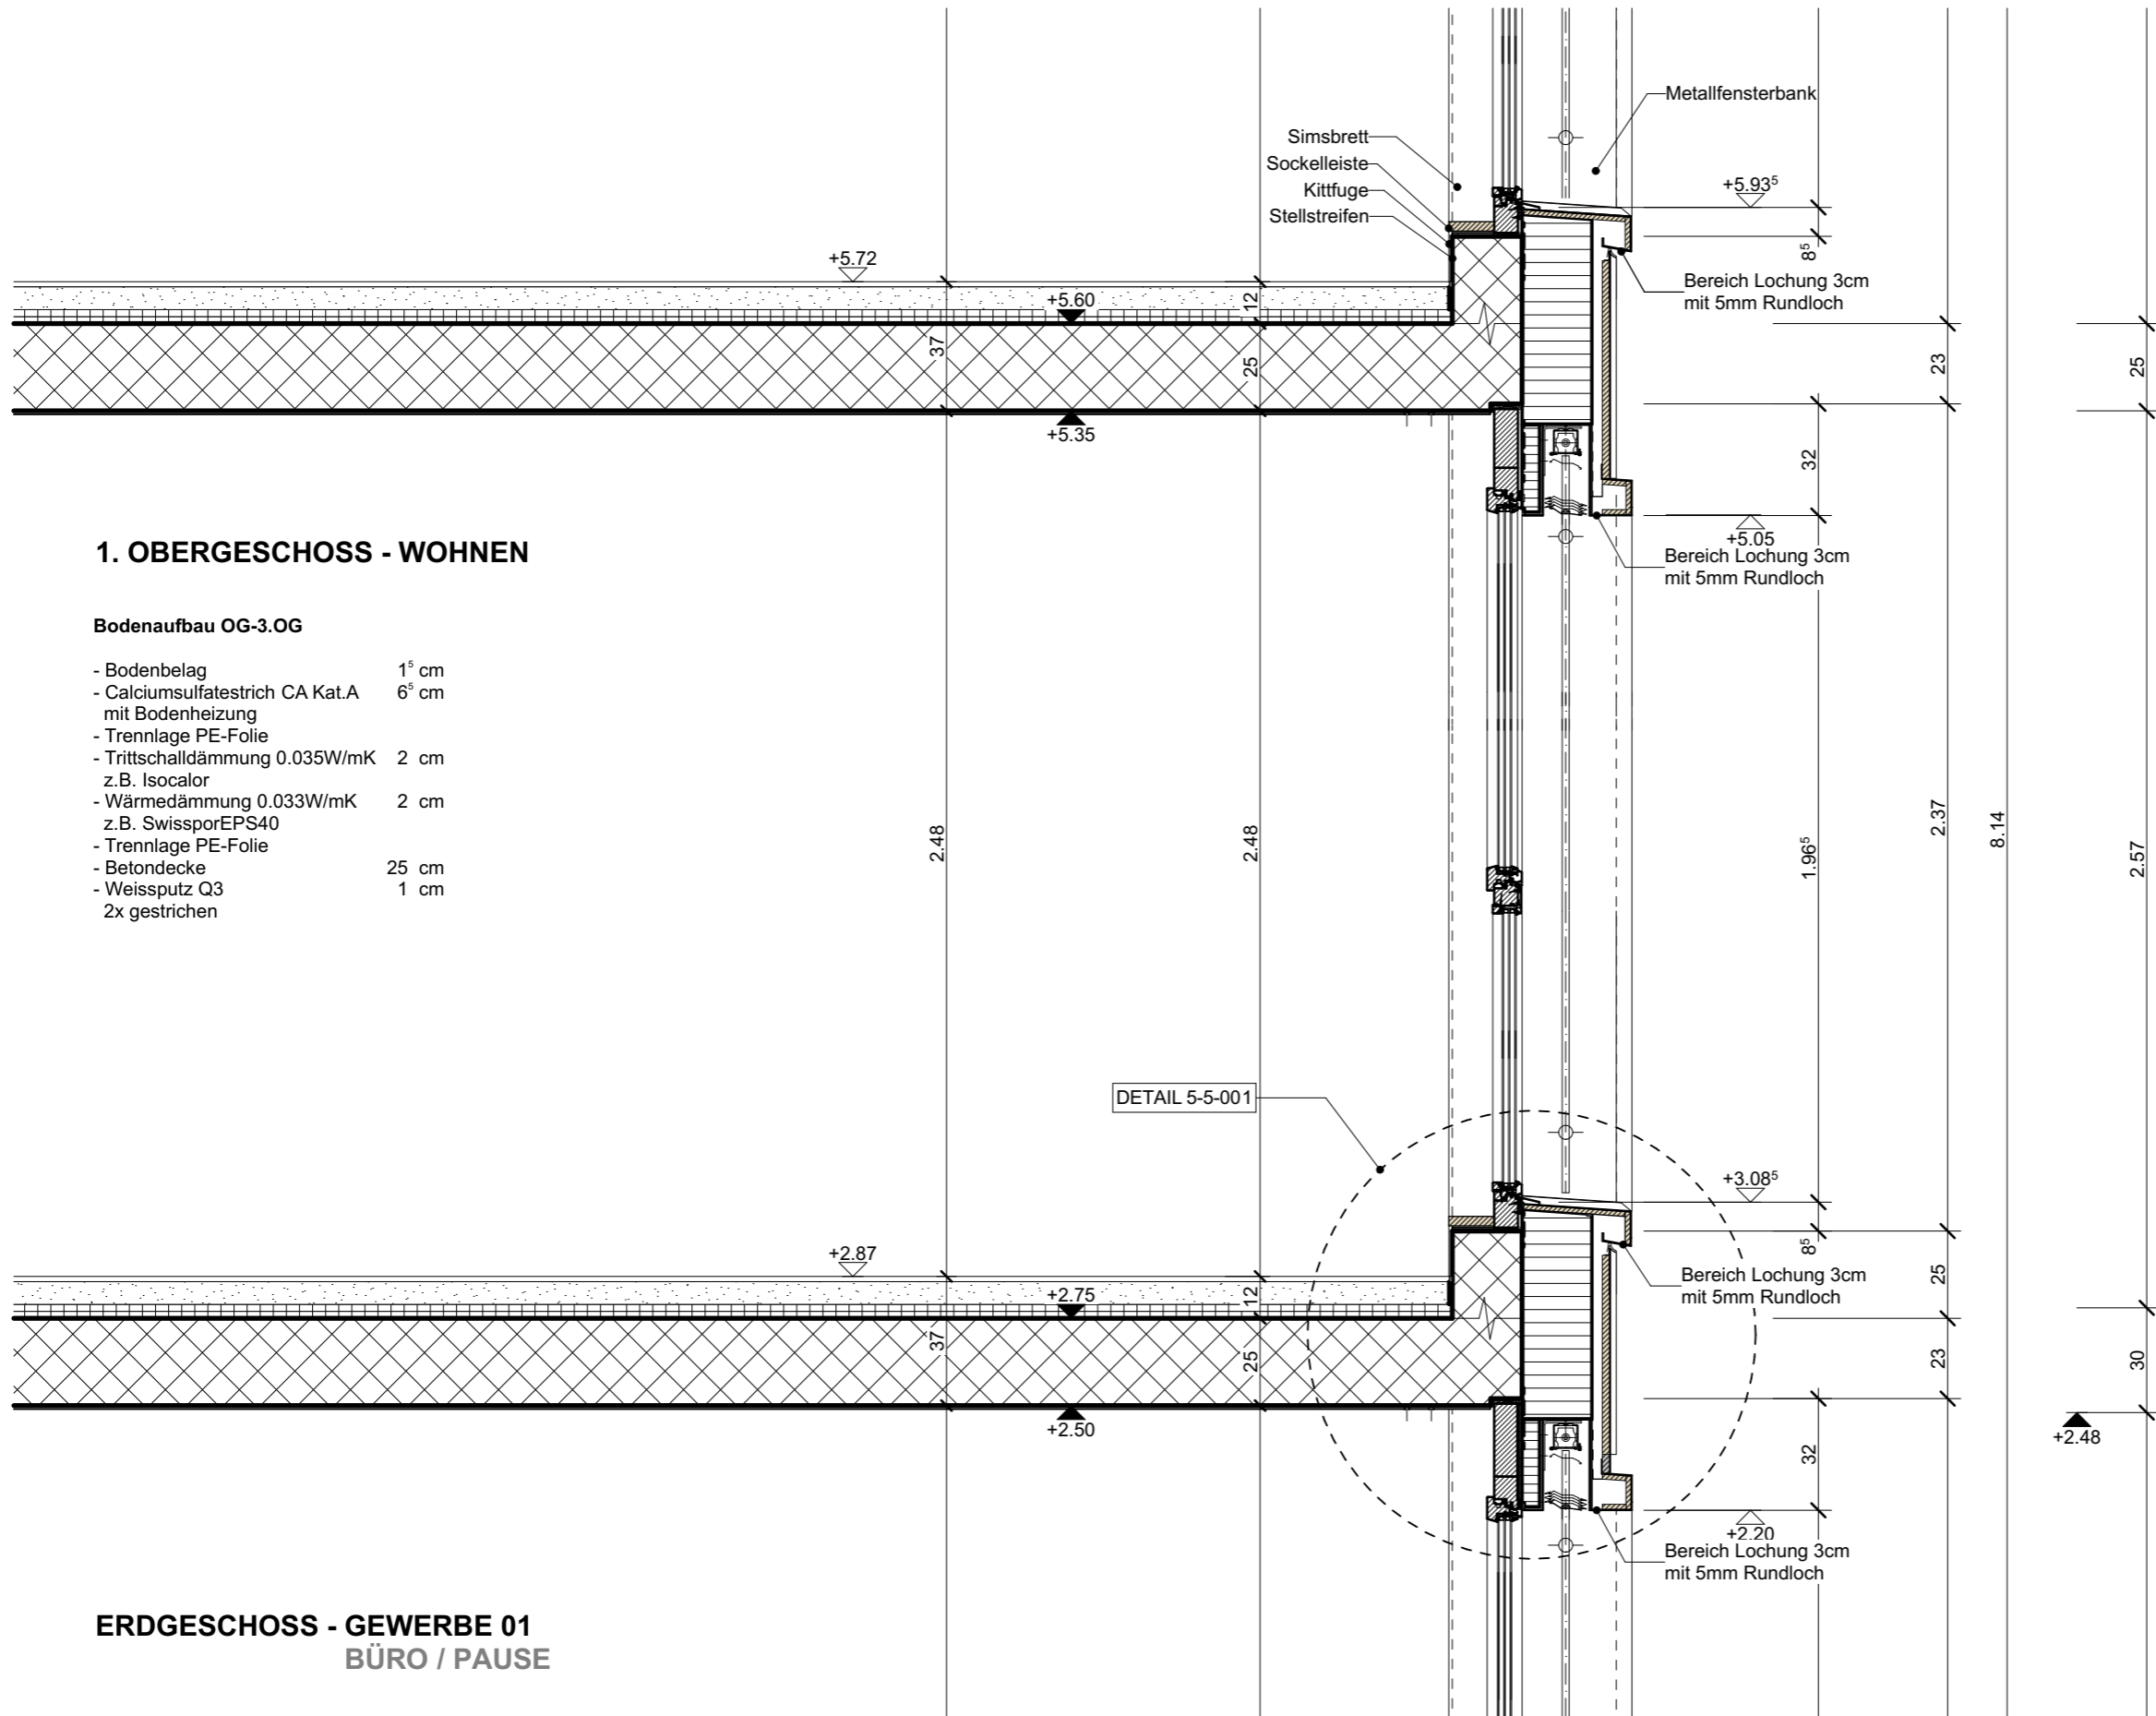 Metallfensterbank
Simsbrett
Sockelleiste
Kittfuge
Stellstreifen
+5.93⁵
8⁵
+5.72
Bereich Lochung 3cm
mit 5mm Rundloch
+5.60
12
37
25
23
25
+5.35
32
+5.05
Bereich Lochung 3cm
mit 5mm Rundloch
1. OBERGESCHOSS - WOHNEN
Bodenaufbau OG-3.OG
- Bodenbelag 1⁵ cm
- Calciumsulfatestrich CA Kat.A 6⁵ cm
mit Bodenheizung
- Trennlage PE-Folie
- Trittschalldämmung 0.035W/mK 2 cm
z.B. Isocalor
- Wärmedämmung 0.033W/mK 2 cm
z.B. SwissporEPS40
- Trennlage PE-Folie
- Betondecke 25 cm
- Weissputz Q3 1 cm
2x gestrichen
2.48
2.48
1.96⁵
2.37
8.14
2.57
DETAIL 5-5-001
+3.08⁵
8⁵
+2.87
Bereich Lochung 3cm
mit 5mm Rundloch
25
+2.75
12
37
25
23
30
+2.50
+2.48
32
+2.20
Bereich Lochung 3cm
mit 5mm Rundloch
ERDGESCHOSS - GEWERBE 01
BÜRO / PAUSE